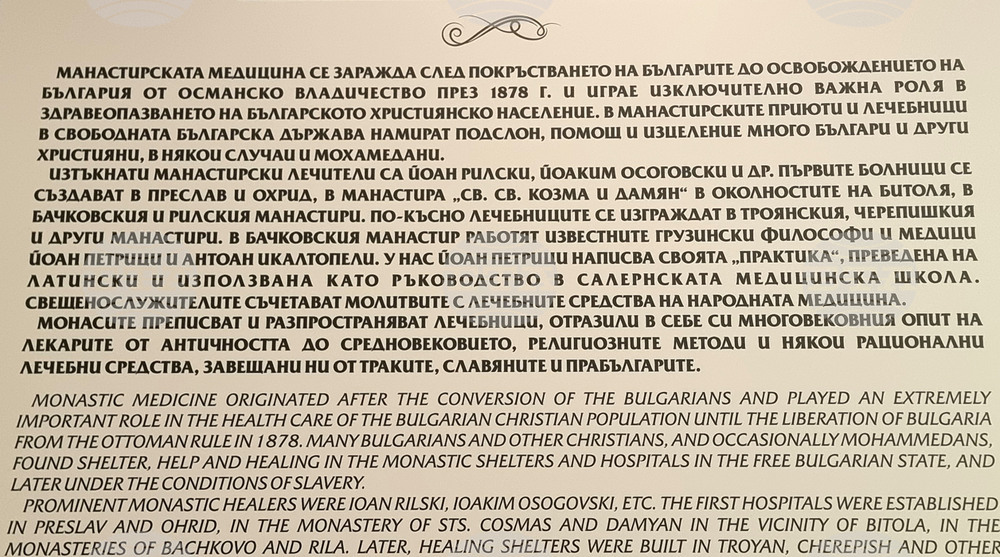 МАНАСТИРСКАТА МЕДИЦИНА СЕ ЗАРАЖДА СЛЕД ПОКРЪСТВАНЕТО НА БЪЛГАРИТЕ ДО ОСВОБОЖДЕНИЕТО НА
БЪЛГАРИЯ ОТ ОСМАНСКО ВЛАДИЧЕСТВО ПРЕЗ 1878 Г. И ИГРАЕ ИЗКЛЮЧИТЕЛНО ВАЖНА РОЛЯ В
ЗДРАВЕОПАЗВАНЕТО НА БЪЛГАРСКОТО ХРИСТИЯНСКО НАСЕЛЕНИЕ. В МАНАСТИРСКИТЕ ПРИЮТИ И ЛЕЧЕБНИЦИ
В СВОБОДНАТА БЪЛГАРСКА ДЪРЖАВА НАМИРАТ ПОДСЛОН, ПОМОЩ И ИЗЦЕЛЕНИЕ МНОГО БЪЛГАРИ И ДРУГИ
ХРИСТИЯНИ, В НЯКОИ СЛУЧАИ И МОХАМЕДАНИ.
ИЗТЪКНАТИ МАНАСТИРСКИ ЛЕЧИТЕЛИ СА ЙОАН РИЛСКИ, ЙОАКИМ ОСОГОВСКИ И ДР. ПЪРВИТЕ БОЛНИЦИ СЕ
СЪЗДАВАТ В ПРЕСЛАВ И ОХРИД, В МАНАСТИРА „СВ. СВ. КОЗМА И ДАМЯН“ В ОКОЛНОСТИТЕ НА БИТОЛЯ, В
БАЧКОВСКИЯ И РИЛСКИЯ МАНАСТИРИ. ПО-КЪСНО ЛЕЧЕБНИЦИТЕ СЕ ИЗГРАЖДАТ В ТРОЯНСКИЯ, ЧЕРЕПИШКИЯ
И ДРУГИ МАНАСТИРИ. В БАЧКОВСКИЯ МАНАСТИР РАБОТЯТ ИЗВЕСТНИТЕ ГРУЗИНСКИ ФИЛОСОФИ И МЕДИЦИ
ЙОАН ПЕТРИЦИ И АНТОАН ИКАЛТОПЕЛИ. У НАС ЙОАН ПЕТРИЦИ НАПИСВА СВОЯТА „ПРАКТИКА“, ПРЕВЕДЕНА НА
ЛАТИНСКИ И ИЗПОЛЗВАНА КАТО РЪКОВОДСТВО В САЛЕРНСКАТА МЕДИЦИНСКА ШКОЛА.
СВЕЩЕНОСЛУЖИТЕЛИТЕ СЪЧЕТАВАТ МОЛИТВИТЕ С ЛЕЧЕБНИТЕ СРЕДСТВА НА НАРОДНАТА МЕДИЦИНА.
МОНАСИТЕ ПРЕПИСВАТ И РАЗПРОСТРАНЯВАТ ЛЕЧЕБНИЦИ, ОТРАЗИЛИ В СЕБЕ СИ МНОГОВЕКОВНИЯ ОПИТ НА
ЛЕКАРИТЕ ОТ АНТИЧНОСТТА ДО СРЕДНОВЕКОВИЕТО, РЕЛИГИОЗНИТЕ МЕТОДИ И НЯКОИ РАЦИОНАЛНИ
ЛЕЧЕБНИ СРЕДСТВА, ЗАВЕЩАНИ НИ ОТ ТРАКИТЕ, СЛАВЯНИТЕ И ПРАБЪЛГАРИТЕ.
MONASTIC MEDICINE ORIGINATED AFTER THE CONVERSION OF THE BULGARIANS AND PLAYED AN EXTREMELY
IMPORTANT ROLE IN THE HEALTH CARE OF THE BULGARIAN CHRISTIAN POPULATION UNTIL THE LIBERATION OF BULGARIA
FROM THE OTTOMAN RULE IN 1878. MANY BULGARIANS AND OTHER CHRISTIANS, AND OCCASIONALLY MOHAMMEDANS,
FOUND SHELTER, HELP AND HEALING IN THE MONASTIC SHELTERS AND HOSPITALS IN THE FREE BULGARIAN STATE, AND
LATER UNDER THE CONDITIONS OF SLAVERY.
PROMINENT MONASTIC HEALERS WERE IOAN RILSKI, IOAKIM OSOGOVSKI, ETC. THE FIRST HOSPITALS WERE ESTABLISHED
IN PRESLAV AND OHRID, IN THE MONASTERY OF STS. COSMAS AND DAMYAN IN THE VICINITY OF BITOLA, IN THE
MONASTERIES OF BACHKOVO AND RILA. LATER, HEALING SHELTERS WERE BUILT IN TROYAN, CHEREPISH AND OTHER